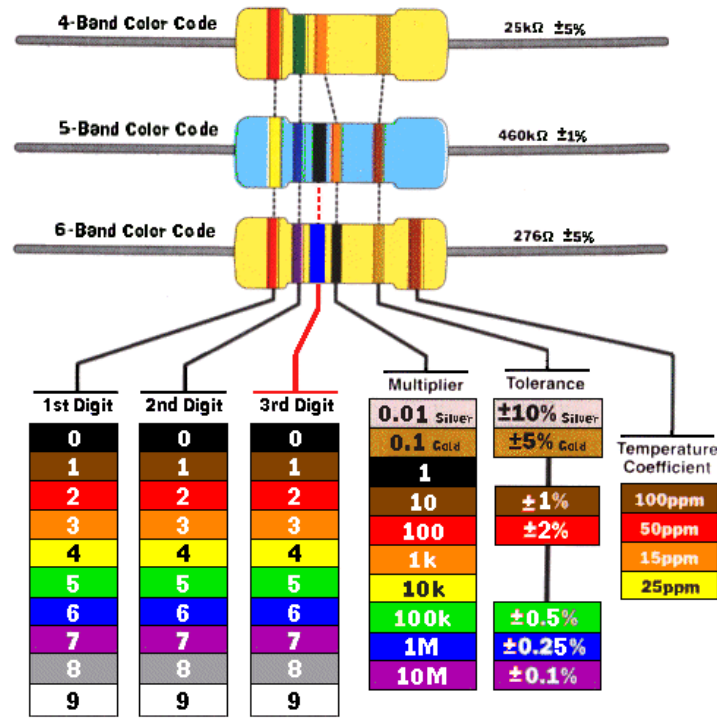 4-Band Color Code
25kΩ ±5%
5-Band Color Code
460kΩ ±1%
6-Band Color Code
276Ω ±5%
1st Digit
2nd Digit
3rd Digit
Multiplier
Tolerance
Temperature
Coefficient
0
1
2
3
4
5
6
7
8
9
0
1
2
3
4
5
6
7
8
9
0
1
2
3
4
5
6
7
8
9
0.01 Silver
0.1 Gold
1
10
100
1k
10k
100k
1M
10M
±10% Silver
±5% Gold
±1%
±2%
±0.5%
±0.25%
±0.1%
100ppm
50ppm
15ppm
25ppm